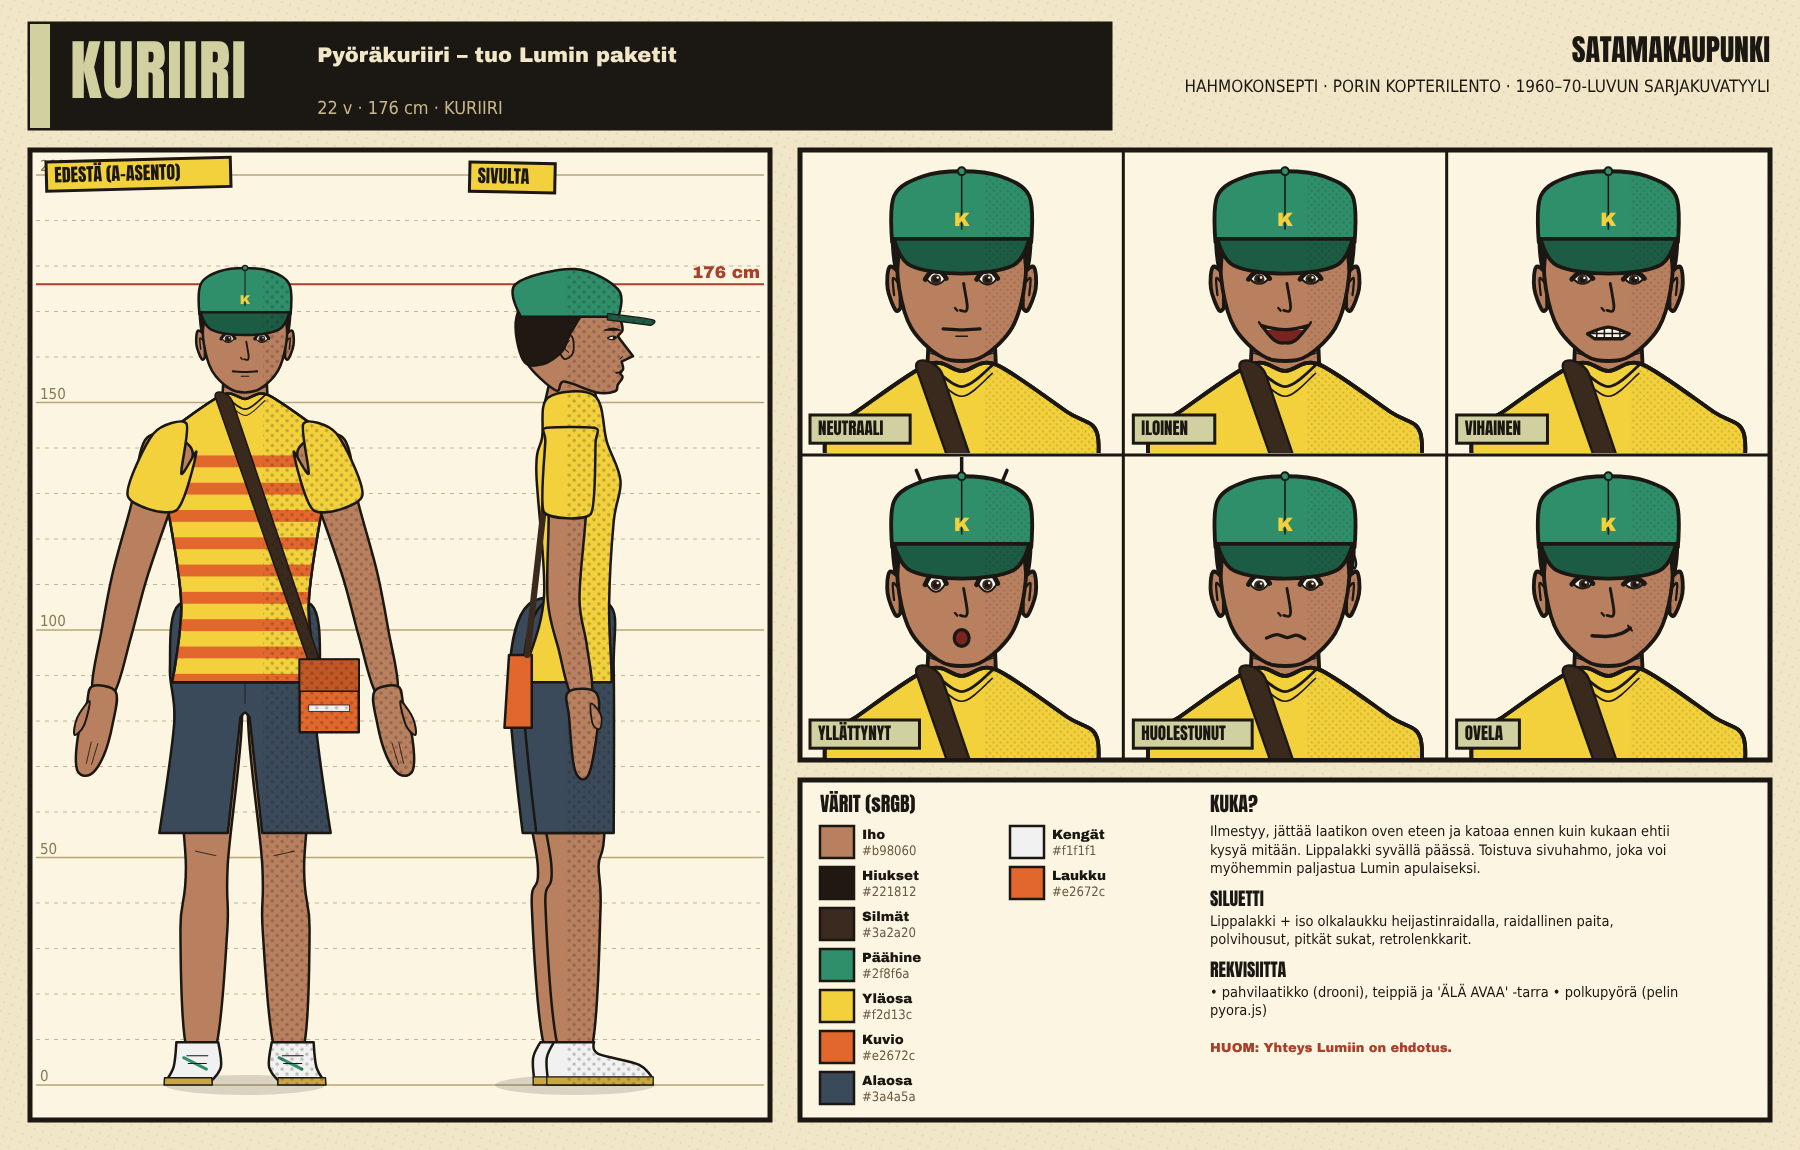 KURIIRI
Pyöräkuriiri – tuo Lumin paketit
22 v · 176 cm · KURIIRI
SATAMAKAUPUNKI
HAHMOKONSEPTI · PORIN KOPTERILENTO · 1960–70-LUVUN SARJAKUVATYYLI
EDESTÄ (A-ASENTO)
SIVULTA
176 cm
150
100
50
0
K
K
K
K
NEUTRAALI
ILOINEN
VIHAINEN
K
K
K
YLLÄTTYNYT
HUOLESTUNUT
OVELA
VÄRIT (sRGB)
Iho
#b98060
Hiukset
#221812
Silmät
#3a2a20
Päähine
#2f8f6a
Yläosa
#f2d13c
Kuvio
#e2672c
Alaosa
#3a4a5a
Kengät
#f1f1f1
Laukku
#e2672c
KUKA?
Ilmestyy, jättää laatikon oven eteen ja katoaa ennen kuin kukaan ehtii
kysyä mitään. Lippalakki syvällä päässä. Toistuva sivuhahmo, joka voi
myöhemmin paljastua Lumin apulaiseksi.
SILUETTI
Lippalakki + iso olkalaukku heijastinraidalla, raidallinen paita,
polvihousut, pitkät sukat, retrolenkkarit.
REKVISIITTA
• pahvilaatikko (drooni), teippiä ja 'ÄLÄ AVAA' -tarra • polkupyörä (pelin
pyora.js)
HUOM: Yhteys Lumiin on ehdotus.